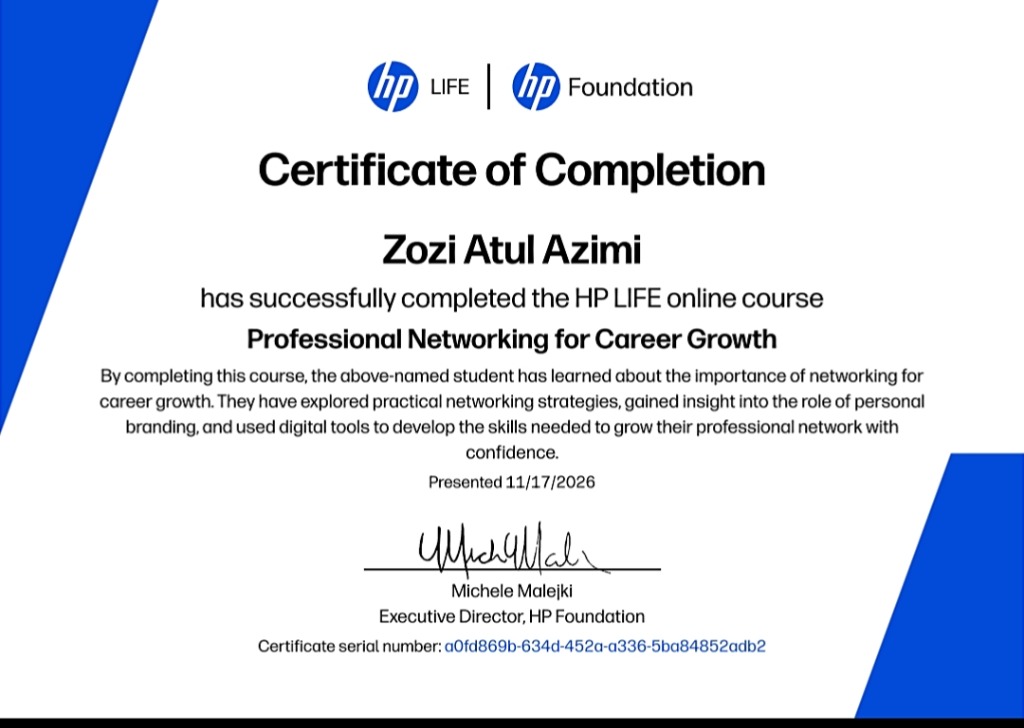 hp LIFE | hp Foundation
Certificate of Completion
Zozi Atul Azimi
has successfully completed the HP LIFE online course
Professional Networking for Career Growth
By completing this course, the above-named student has learned about the importance of networking for
career growth. They have explored practical networking strategies, gained insight into the role of personal
branding, and used digital tools to develop the skills needed to grow their professional network with
confidence.
Presented 11/17/2026
Michele Malejki
Executive Director, HP Foundation
Certificate serial number: a0fd869b-634d-452a-a336-5ba84852adb2